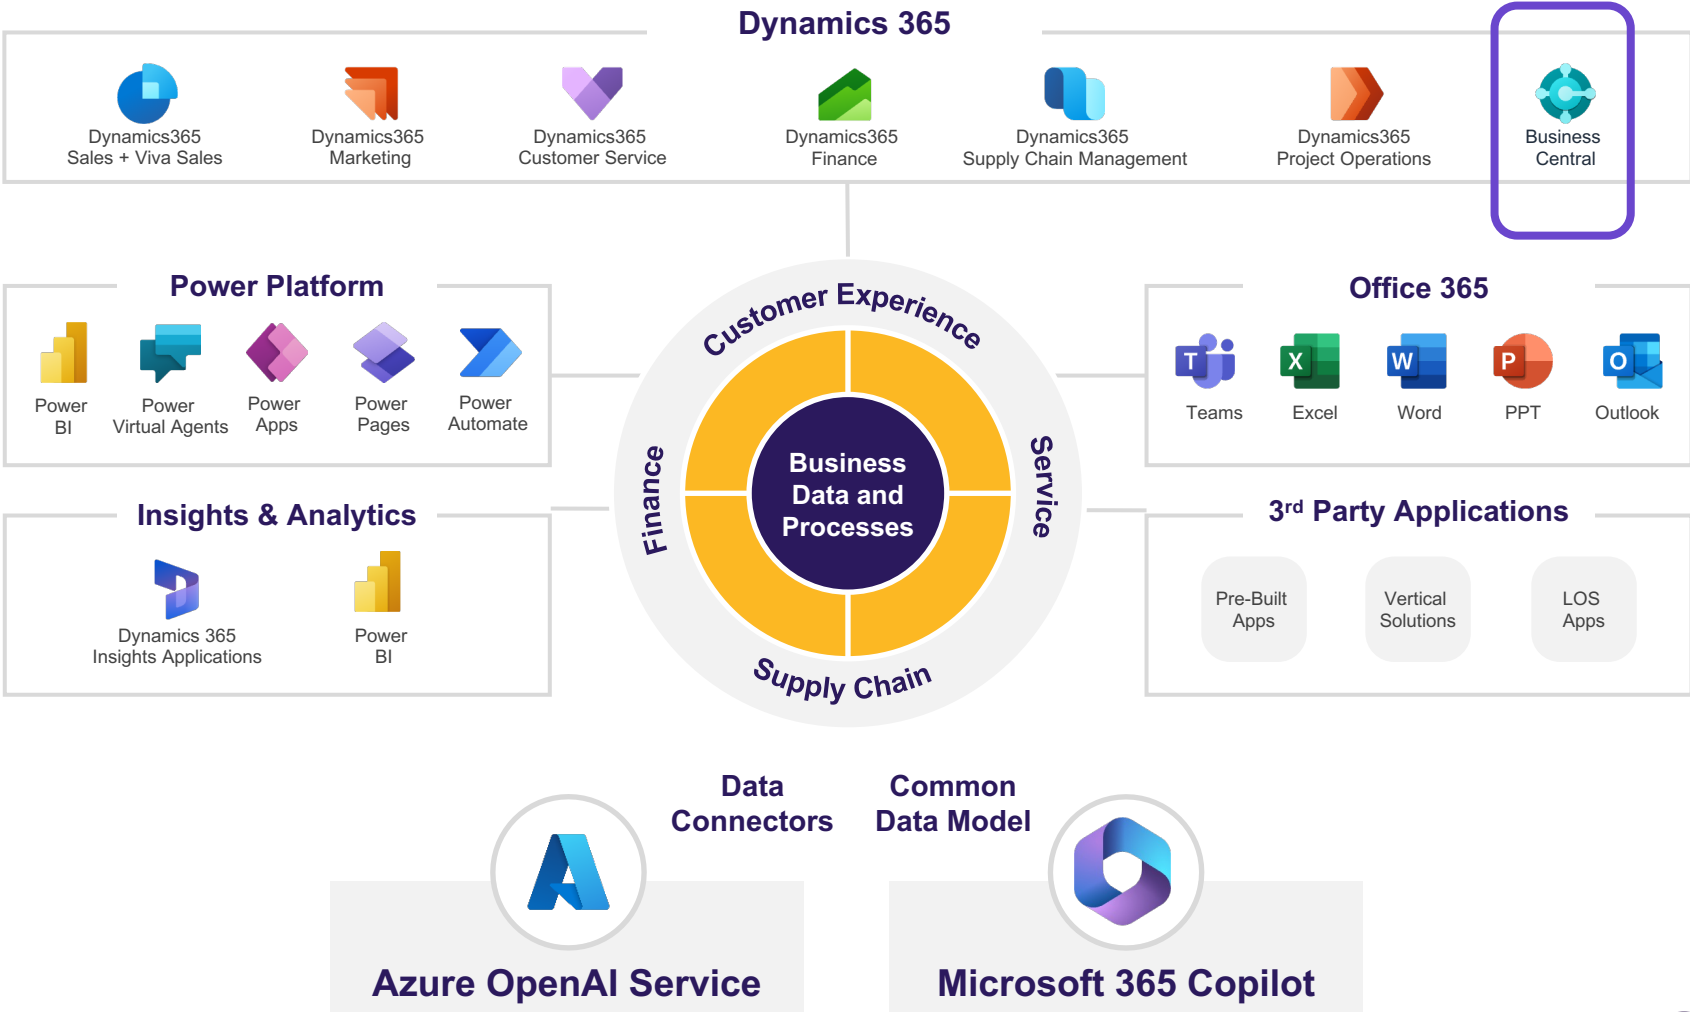 Dynamics 365
Dynamics365
Sales + Viva Sales
Dynamics365
Marketing
Dynamics365
Customer Service
Dynamics365
Finance
Dynamics365
Supply Chain Management
Dynamics365
Project Operations
Business
Central
Power Platform
Power
BI
Power
Virtual Agents
Power
Apps
Power
Pages
Power
Automate
Office 365
T
Teams
X
Excel
W
Word
P
PPT
O
Outlook
Customer Experience
Finance
Service
Supply Chain
Business
Data and
Processes
Insights & Analytics
Dynamics 365
Insights Applications
Power
BI
3rd Party Applications
Pre-Built
Apps
Vertical
Solutions
LOS
Apps
Data
Connectors
Common
Data Model
Azure OpenAI Service
Microsoft 365 Copilot